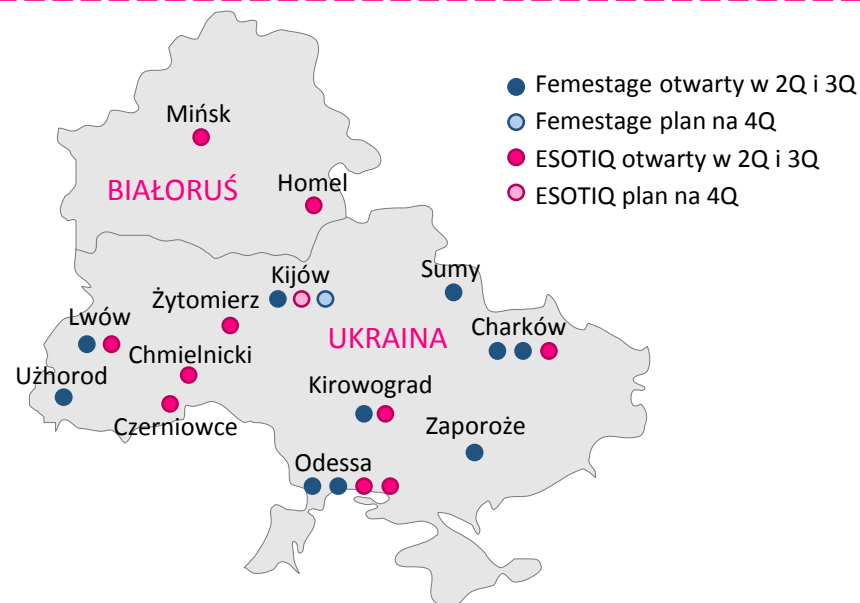 Femestage otwarty w 2Q i 3Q
Femestage plan na 4Q
ESOTIQ otwarty w 2Q i 3Q
ESOTIQ plan na 4Q
Mińsk
BIAŁORUŚ
Homel
Kijów
Sumy
Żytomierz
Lwów
UKRAINA
Charków
Chmielnicki
Użhorod
Kirowograd
Czerniowce
Zaporoże
Odessa